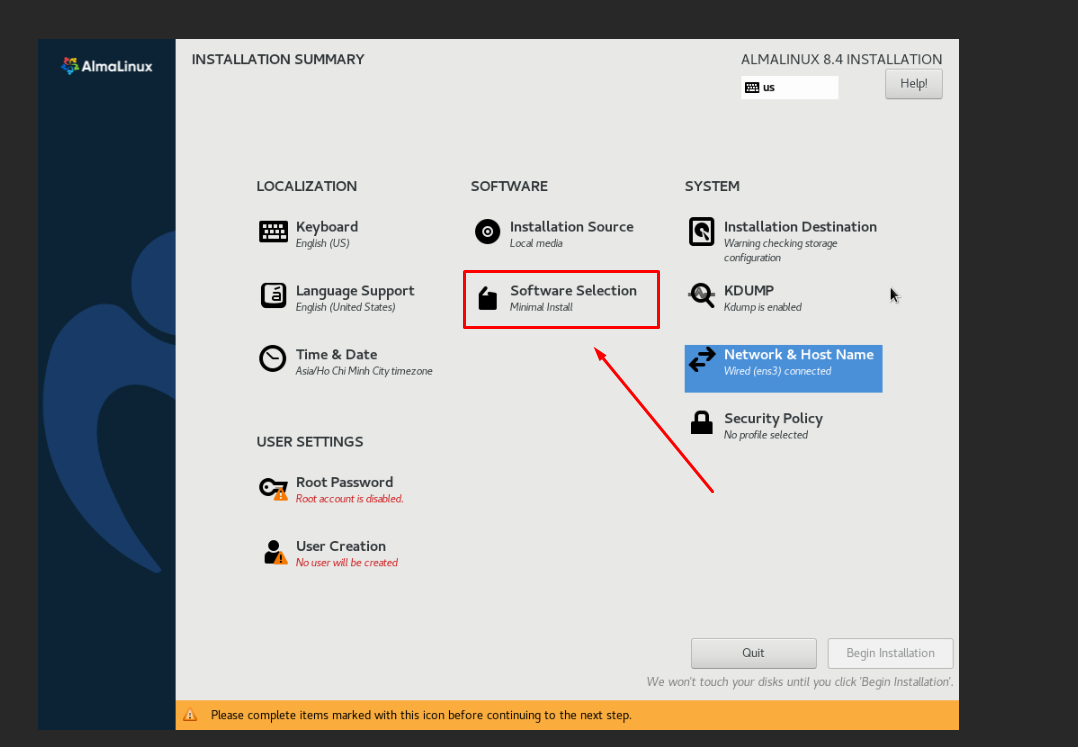 AlmaLinux
INSTALLATION SUMMARY
ALMALINUX 8.4 INSTALLATION
us
Help!
LOCALIZATION
Keyboard
English (US)
Language Support
English (United States)
Time & Date
Asia/Ho Chi Minh City timezone
SOFTWARE
Installation Source
Local media
Software Selection
Minimal Install
SYSTEM
Installation Destination
Warning checking storage
configuration
KDUMP
Kdump is enabled
Network & Host Name
Wired (ens3) connected
Security Policy
No profile selected
USER SETTINGS
Root Password
Root account is disabled.
User Creation
No user will be created
Quit
Begin Installation
We won't touch your disks until you click 'Begin Installation'.
Please complete items marked with this icon before continuing to the next step.